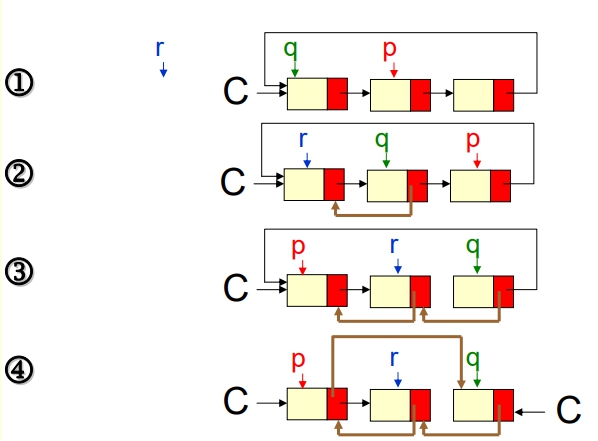 r q p
① C
r q p
② C
p r q
③ C
p r q
④ C C